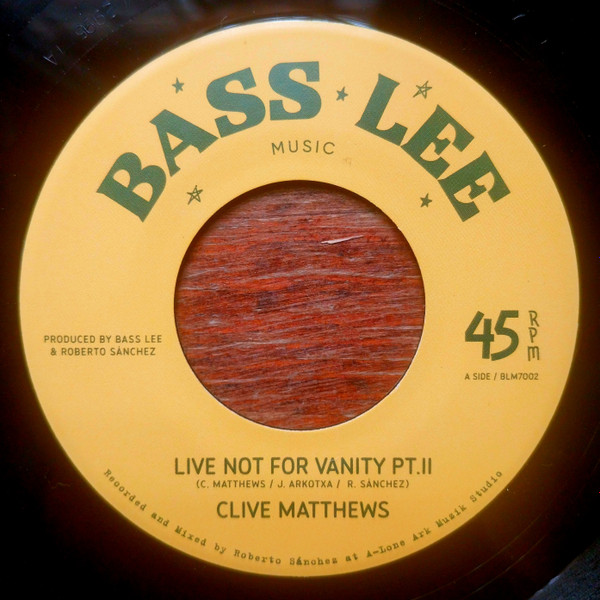 BASS LEE
MUSIC
PRODUCED BY BASS LEE
& ROBERTO SÁNCHEZ
45
RPM
A SIDE / BLM7002
LIVE NOT FOR VANITY PT.II
(C. MATTHEWS / J. ARKOTXA / R. SÁNCHEZ)
CLIVE MATTHEWS
Recorded and Mixed by Roberto Sánchez at A-Lone Ark Muzik Studio